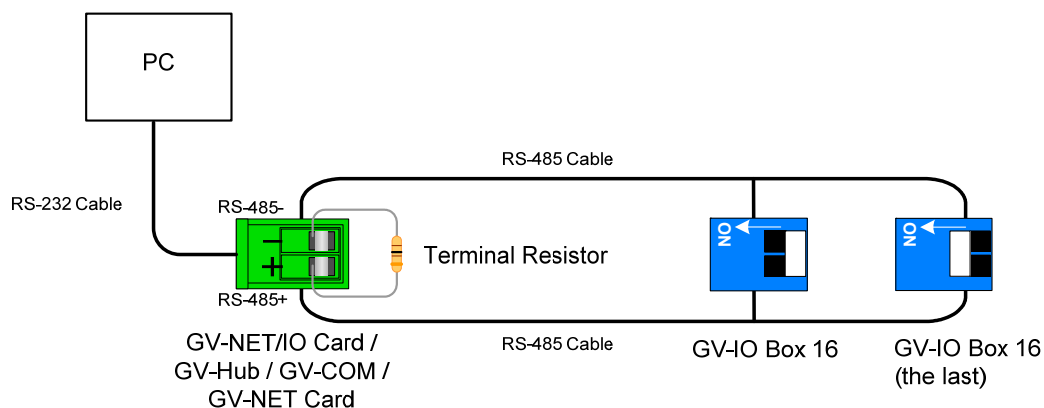 PC
RS-485 Cable
RS-232 Cable
RS-485-
ON
ON
−
+
Terminal Resistor
RS-485+
RS-485 Cable
GV-NET/IO Card /
GV-Hub / GV-COM /
GV-NET Card
GV-IO Box 16
GV-IO Box 16
(the last)